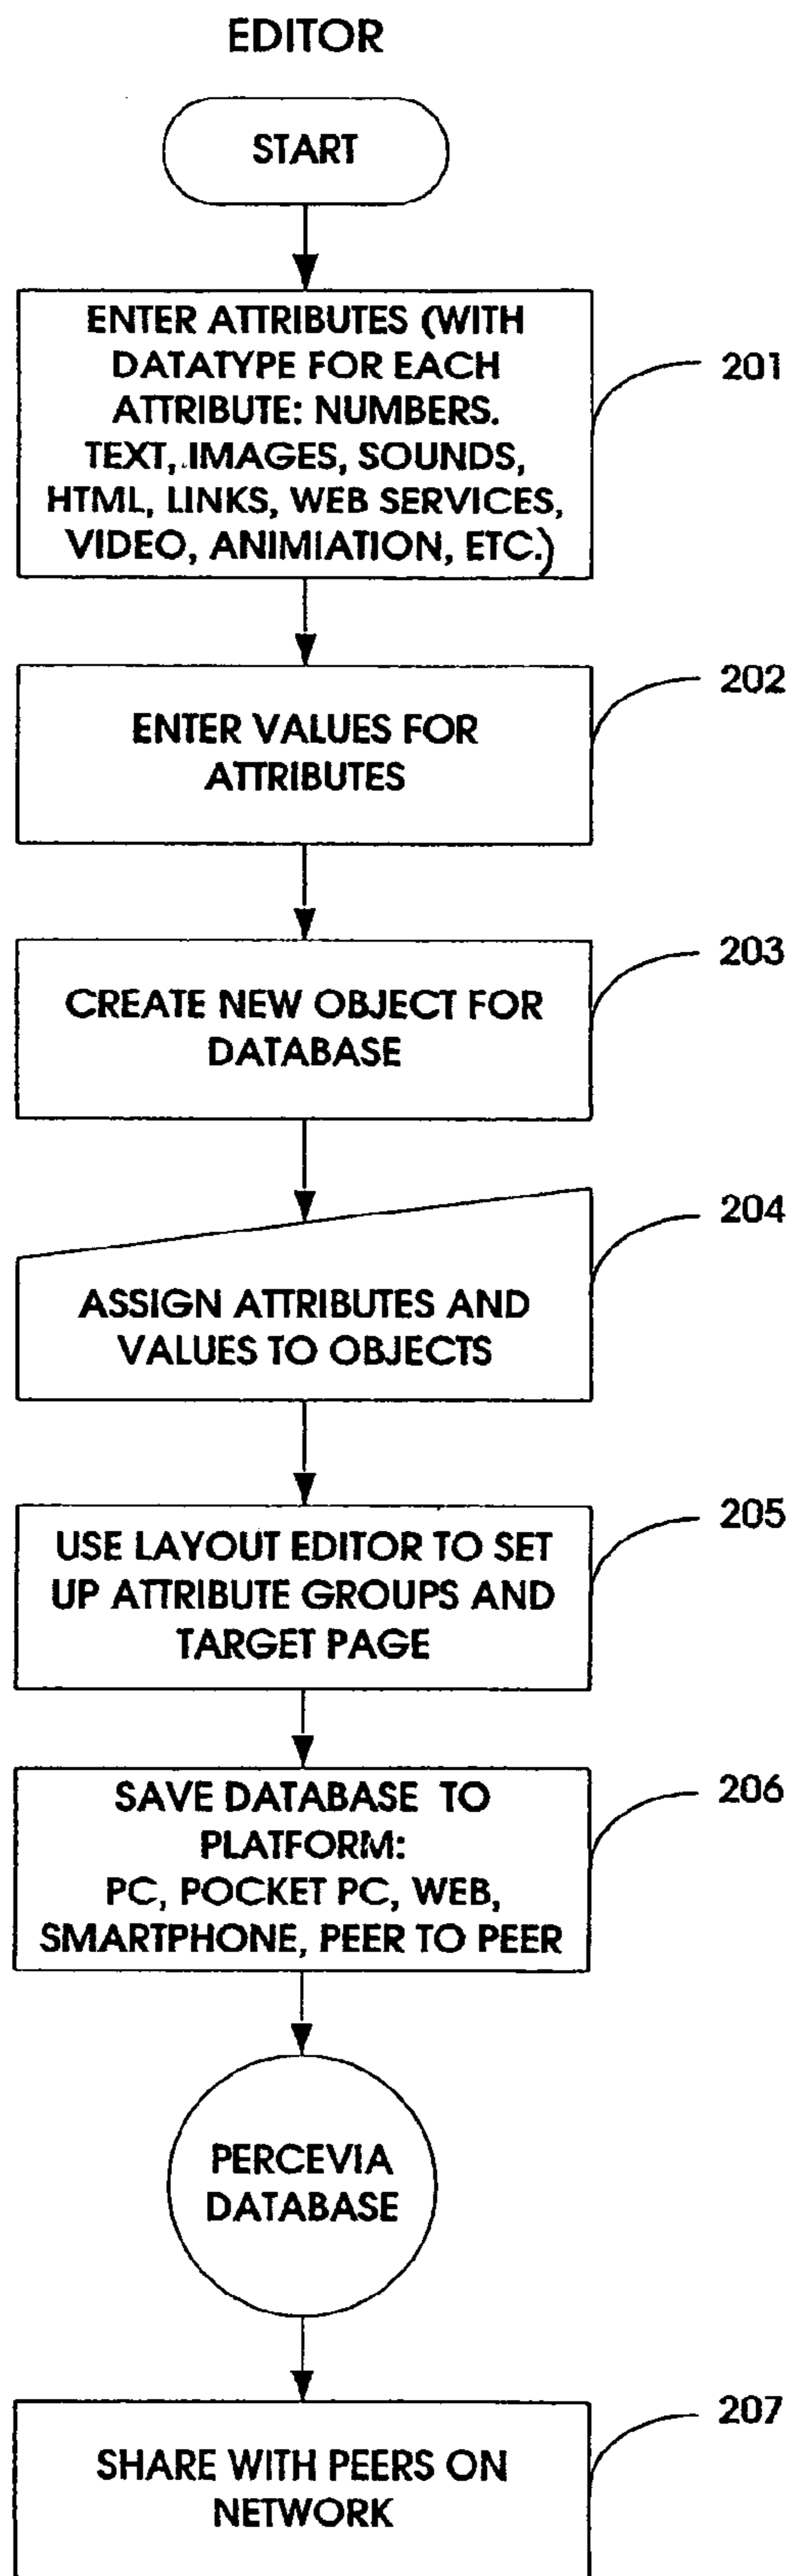 EDITOR
START
ENTER ATTRIBUTES (WITH
DATATYPE FOR EACH
ATTRIBUTE: NUMBERS.
TEXT, IMAGES, SOUNDS,
HTML, LINKS, WEB SERVICES,
VIDEO, ANIMIATION, ETC.)
201
ENTER VALUES FOR
ATTRIBUTES
202
CREATE NEW OBJECT FOR
DATABASE
203
ASSIGN ATTRIBUTES AND
VALUES TO OBJECTS
204
USE LAYOUT EDITOR TO SET
UP ATTRIBUTE GROUPS AND
TARGET PAGE
205
SAVE DATABASE TO
PLATFORM:
PC, POCKET PC, WEB,
SMARTPHONE, PEER TO PEER
206
PERCEVIA
DATABASE
SHARE WITH PEERS ON
NETWORK
207